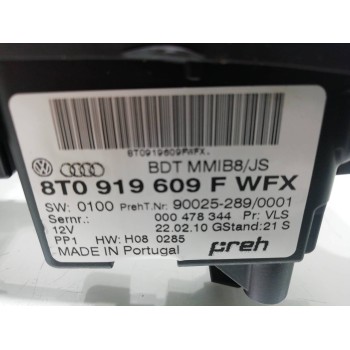 8T0919609FWFX.
BDT MMIB8/JS
8T0 919 609 F WFX
SW: 0100 PrehT.Nr: 90025-289/0001
Sernr.: 000 478 344 Pr: VLS
12V 22.02.10 GStand: 21 S
PP1 HW: H08 0285
MADE IN Portugal preh